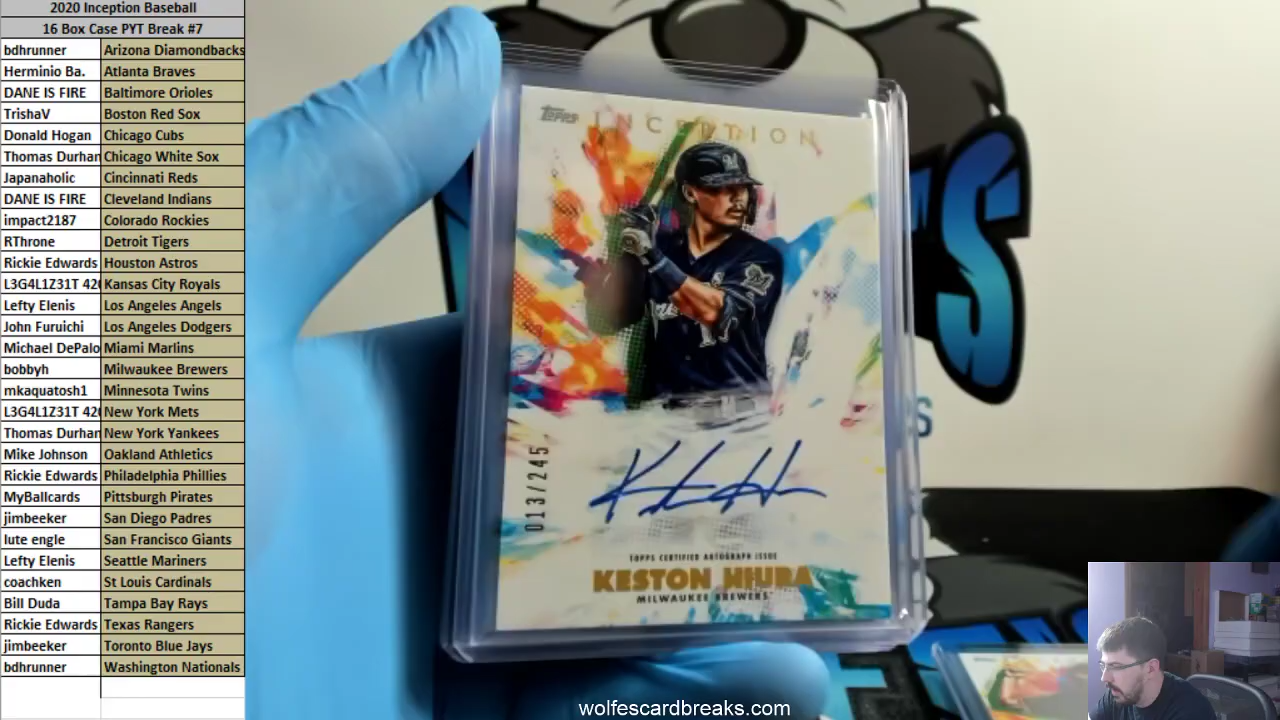 2020 Inception Baseball
16 Box Case PYT Break #7
bdhrunner Arizona Diamondbacks
Herminio Ba. Atlanta Braves
DANE IS FIRE Baltimore Orioles
TrishaV Boston Red Sox
Donald Hogan Chicago Cubs
Thomas Durhan Chicago White Sox
Japanaholic Cincinnati Reds
DANE IS FIRE Cleveland Indians
impact2187 Colorado Rockies
RThrone Detroit Tigers
Rickie Edwards Houston Astros
L3G4L1Z31T 420 Kansas City Royals
Lefty Elenis Los Angeles Angels
John Furuichi Los Angeles Dodgers
Michael DePalo Miami Marlins
bobbyh Milwaukee Brewers
mkaquatosh1 Minnesota Twins
L3G4L1Z31T 420 New York Mets
Thomas Durhan New York Yankees
Mike Johnson Oakland Athletics
Rickie Edwards Philadelphia Phillies
MyBallcards Pittsburgh Pirates
jimbeeker San Diego Padres
lute engle San Francisco Giants
Lefty Elenis Seattle Mariners
coachken St Louis Cardinals
Bill Duda Tampa Bay Rays
Rickie Edwards Texas Rangers
jimbeeker Toronto Blue Jays
bdhrunner Washington Nationals
TOPPS INCEPTION
M
17
013/245
TOPPS CERTIFIED AUTOGRAPH ISSUE
KESTON HIURA
MILWAUKEE BREWERS
wolfescardbreaks.com